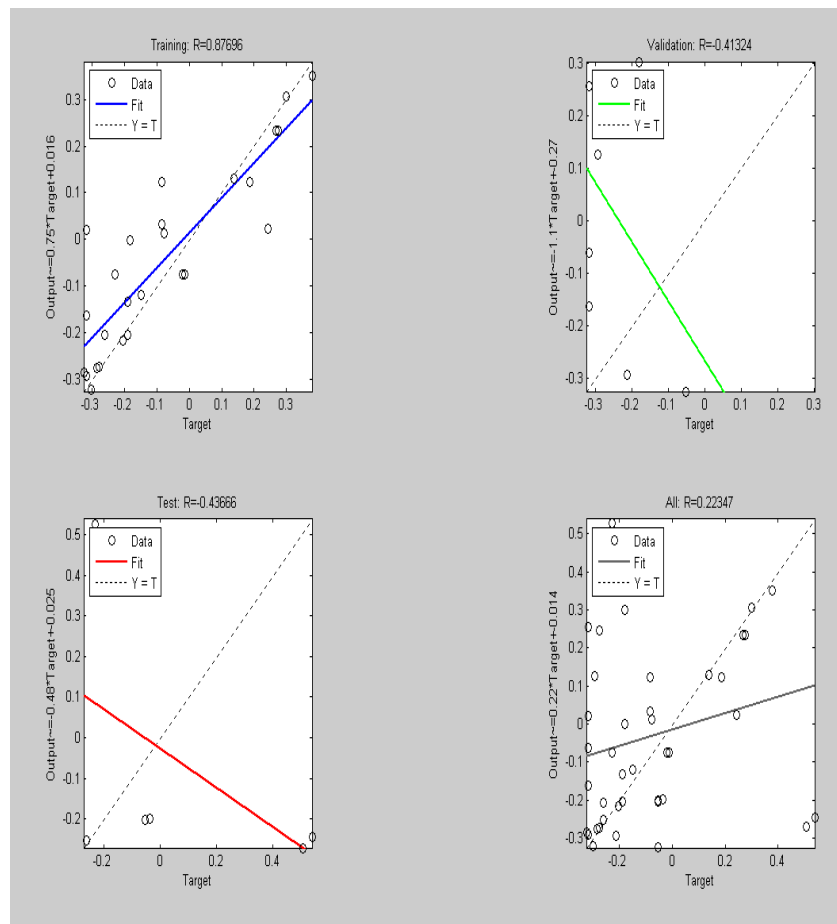 Training: R=0.87696
Data
Fit
Y = T
Output~=0.75*Target+0.016
0.3
0.2
0.1
0
-0.1
-0.2
-0.3
-0.3 -0.2 -0.1 0 0.1 0.2 0.3
Target
Validation: R=-0.41324
Data
Fit
Y = T
Output~=-1.1*Target+-0.27
0.3
0.2
0.1
0
-0.1
-0.2
-0.3
-0.3 -0.2 -0.1 0 0.1 0.2 0.3
Target
Test: R=-0.43666
Data
Fit
Y = T
Output~=-0.48*Target+-0.025
0.5
0.4
0.3
0.2
0.1
0
-0.1
-0.2
-0.2 0 0.2 0.4
Target
All: R=0.22347
Data
Fit
Y = T
Output~=0.22*Target+-0.014
0.5
0.4
0.3
0.2
0.1
0
-0.1
-0.2
-0.3
-0.2 0 0.2 0.4
Target